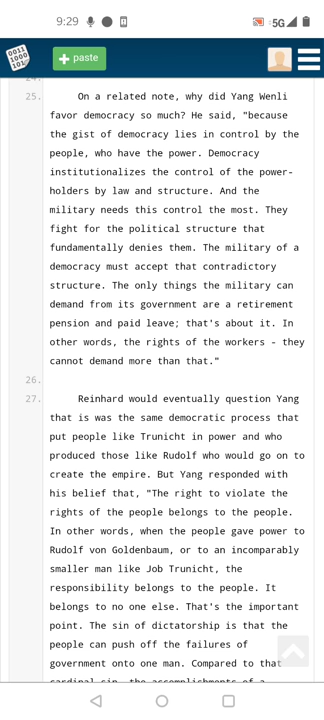 9:29
5G
0011
1000
101
+ paste
24.
25. On a related note, why did Yang Wenli
favor democracy so much? He said, "because
the gist of democracy lies in control by the
people, who have the power. Democracy
institutionalizes the control of the power-
holders by law and structure. And the
military needs this control the most. They
fight for the political structure that
fundamentally denies them. The military of a
democracy must accept that contradictory
structure. The only things the military can
demand from its government are a retirement
pension and paid leave; that's about it. In
other words, the rights of the workers - they
cannot demand more than that."
26.
27. Reinhard would eventually question Yang
that is was the same democratic process that
put people like Trunicht in power and who
produced those like Rudolf who would go on to
create the empire. But Yang responded with
his belief that, "The right to violate the
rights of the people belongs to the people.
In other words, when the people gave power to
Rudolf von Goldenbaum, or to an incomparably
smaller man like Job Trunicht, the
responsibility belongs to the people. It
belongs to no one else. That's the important
point. The sin of dictatorship is that the
people can push off the failures of
government onto one man. Compared to that
cardinal sin, the accomplishments of a